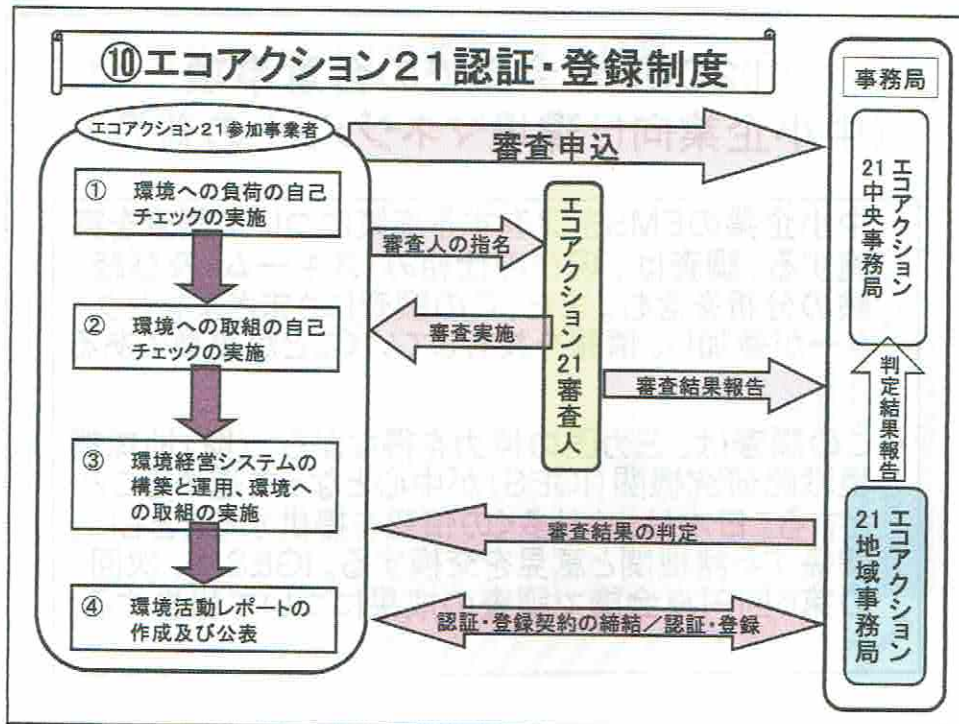 ⑩エコアクション21認証・登録制度
エコアクション21参加事業者
① 環境への負荷の自己
チェックの実施
② 環境への取組の自己
チェックの実施
③ 環境経営システムの
構築と運用、環境へ
の取組の実施
④ 環境活動レポートの
作成及び公表
審査申込
審査人の指名
審査実施
エコアクション21審査人
審査結果報告
審査結果の判定
認証・登録契約の締結／認証・登録
事務局
エコアクション
21中央事務局
判定結果報告
エコアクション
21地域事務局